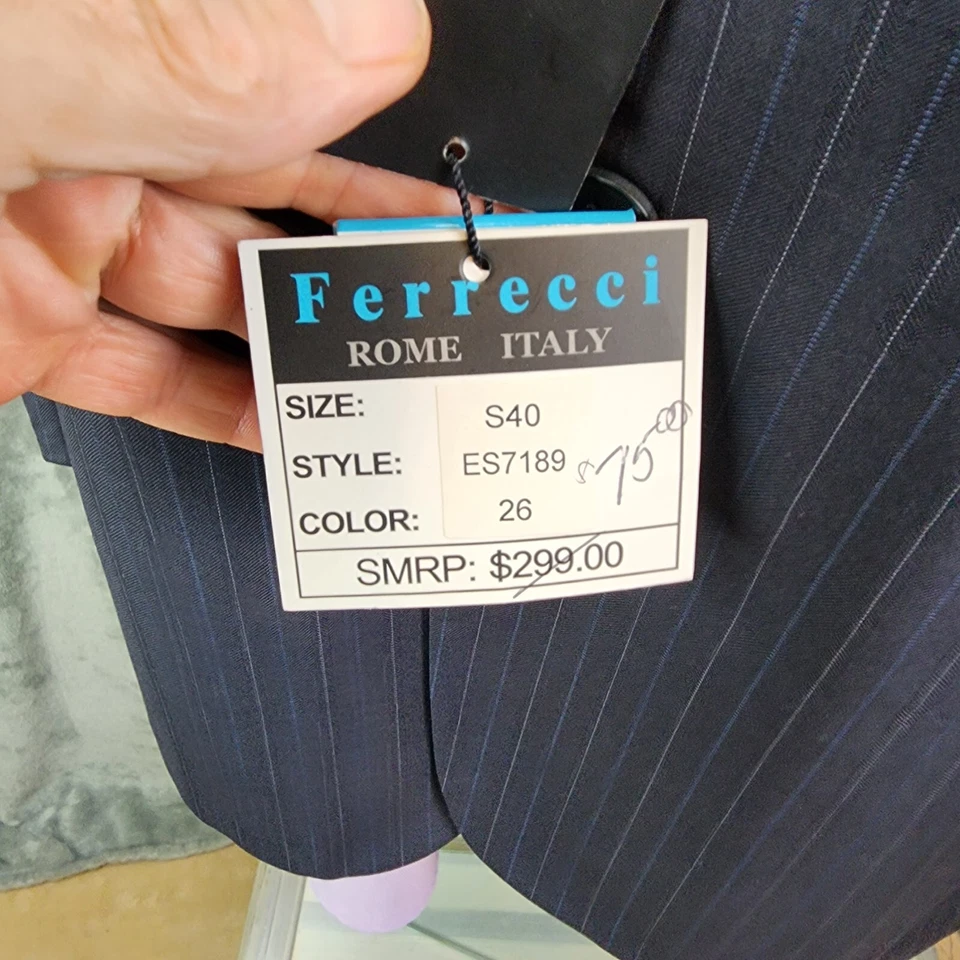 Ferrecci
ROME ITALY
SIZE: S40
STYLE: ES7189 $75.00
COLOR: 26
SMRP: $299.00